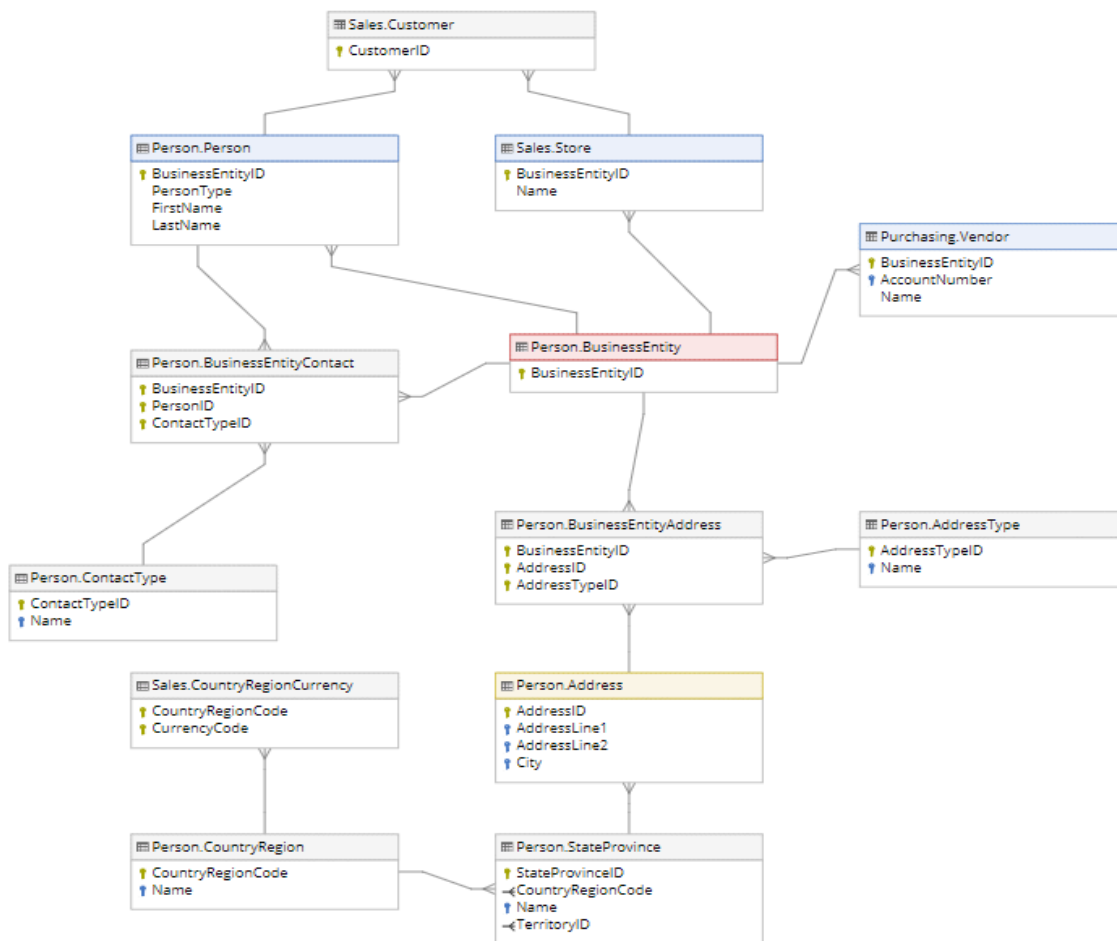 Sales.Customer
CustomerID
Person.Person
BusinessEntityID
PersonType
FirstName
LastName
Sales.Store
BusinessEntityID
Name
Purchasing.Vendor
BusinessEntityID
AccountNumber
Name
Person.BusinessEntity
BusinessEntityID
Person.BusinessEntityContact
BusinessEntityID
PersonID
ContactTypeID
Person.BusinessEntityAddress
BusinessEntityID
AddressID
AddressTypeID
Person.AddressType
AddressTypeID
Name
Person.ContactType
ContactTypeID
Name
Sales.CountryRegionCurrency
CountryRegionCode
CurrencyCode
Person.Address
AddressID
AddressLine1
AddressLine2
City
Person.CountryRegion
CountryRegionCode
Name
Person.StateProvince
StateProvinceID
CountryRegionCode
Name
TerritoryID